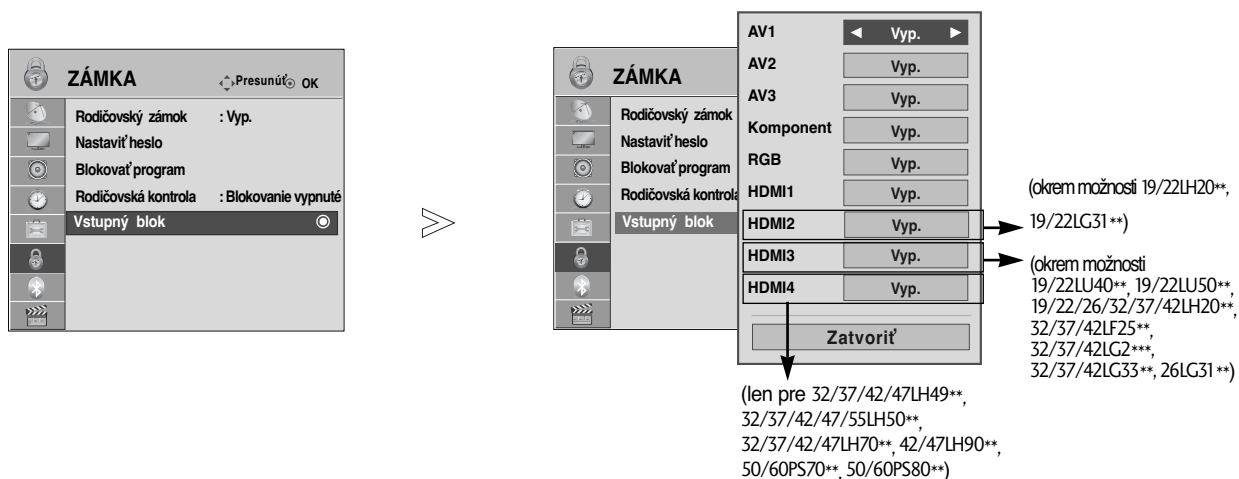 ZÁMKA
Presunúť OK
Rodičovský zámok : Vyp.
Nastaviť heslo
Blokovať program
Rodičovská kontrola : Blokovanie vypnuté
Vstupný blok
ZÁMKA
Rodičovský zámok
Nastaviť heslo
Blokovať program
Rodičovská kontrola
Vstupný blok
AV1 ◄ Vyp. ►
AV2 Vyp.
AV3 Vyp.
Komponent Vyp.
RGB Vyp.
HDMI1 Vyp.
HDMI2 Vyp.
HDMI3 Vyp.
HDMI4 Vyp.
Zatvoriť
(okrem možnosti 19/22LH20**,
19/22LG31**)
(okrem možnosti
19/22LU40**, 19/22LU50**,
19/22/26/32/37/42LH20**,
32/37/42LF25**,
32/37/42LG2***,
32/37/42LG33**, 26LG31**)
(len pre 32/37/42/47LH49**,
32/37/42/47/55LH50**,
32/37/42/47LH70**, 42/47LH90**,
50/60PS70**, 50/60PS80**)